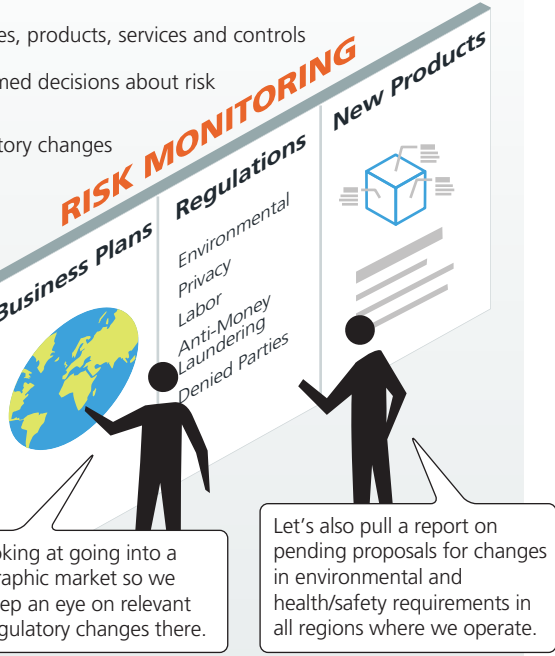 es, products, services and controls
med decisions about risk
tory changes
RISK MONITORING
Business Plans
Regulations
Environmental
Privacy
Labor
Anti-Money
Laundering
Denied Parties
New Products
king at going into a
raphic market so we
ep an eye on relevant
gulatory changes there.
Let's also pull a report on
pending proposals for changes
in environmental and
health/safety requirements in
all regions where we operate.